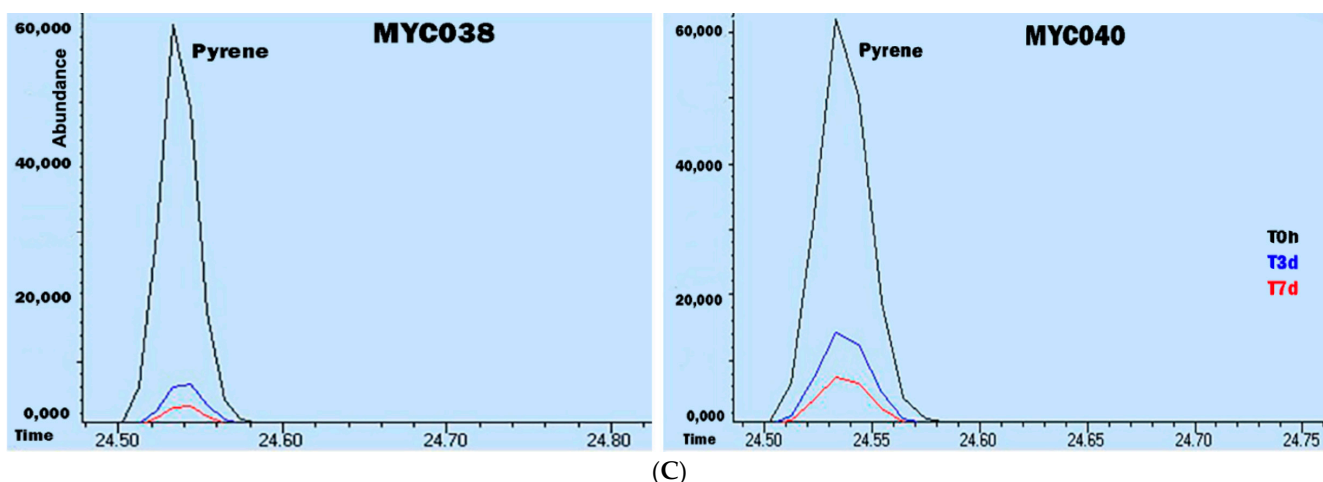 MYC038
Pyrene
Abundance
60,000
40,000
20,000
0,000
Time
24.50 24.60 24.70 24.80
MYC040
Pyrene
60,000
40,000
20,000
0,000
Time
24.50 24.55 24.60 24.65 24.70 24.75
T0h
T3d
T7d
(C)